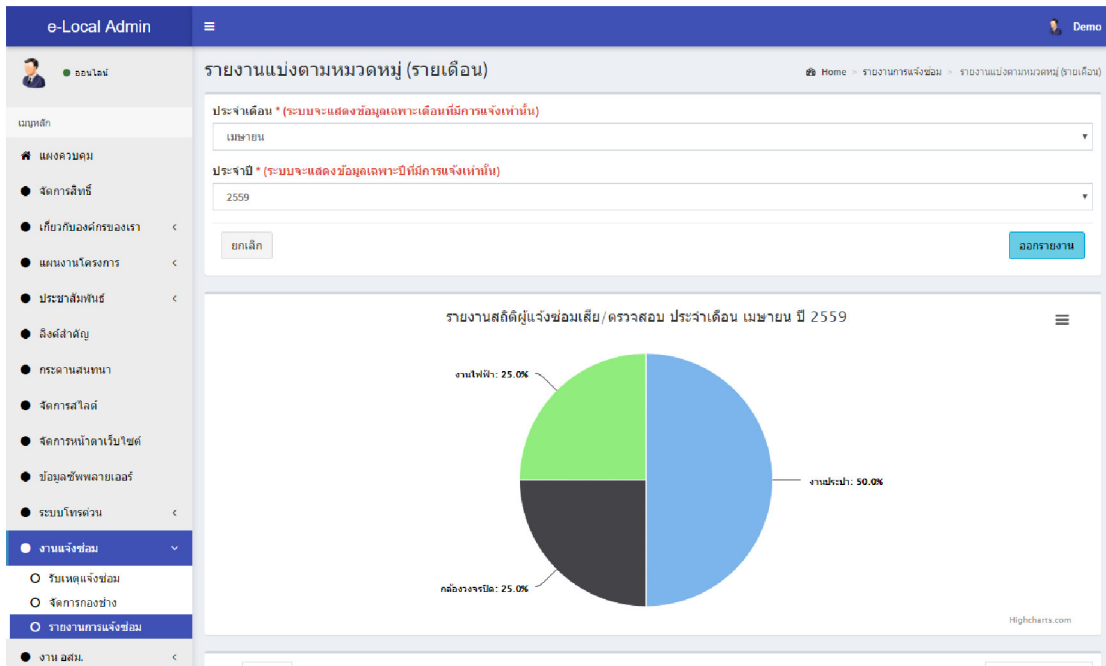 e-Local Admin
Demo
ออนไลน์
รายงานแบ่งตามหมวดหมู่ (รายเดือน)
Home > รายงานการแจ้งซ่อม > รายงานแบ่งตามหมวดหมู่ (รายเดือน)
เมนูหลัก
แผงควบคุม
จัดการสิทธิ์
เกี่ยวกับองค์กรของเรา
แผนงานโครงการ
ประชาสัมพันธ์
ลิงค์สำคัญ
กระดานสนทนา
จัดการสไลด์
จัดการหน้าตาเว็บไซต์
ข้อมูลซัพพลายเออร์
ระบบโทรด่วน
งานแจ้งซ่อม
รับเหตุแจ้งซ่อม
จัดการกองช่าง
รายงานการแจ้งซ่อม
งาน อสม.
ประจำเดือน * (ระบบจะแสดงข้อมูลเฉพาะเดือนที่มีการแจ้งเท่านั้น)
เมษายน
ประจำปี * (ระบบจะแสดงข้อมูลเฉพาะปีที่มีการแจ้งเท่านั้น)
2559
ยกเลิก
ออกรายงาน
รายงานสถิติผู้แจ้งซ่อมเสีย/ตรวจสอบ ประจำเดือน เมษายน ปี 2559
งานไฟฟ้า: 25.0%
งานประปา: 50.0%
กล้องวงจรปิด: 25.0%
Highcharts.com